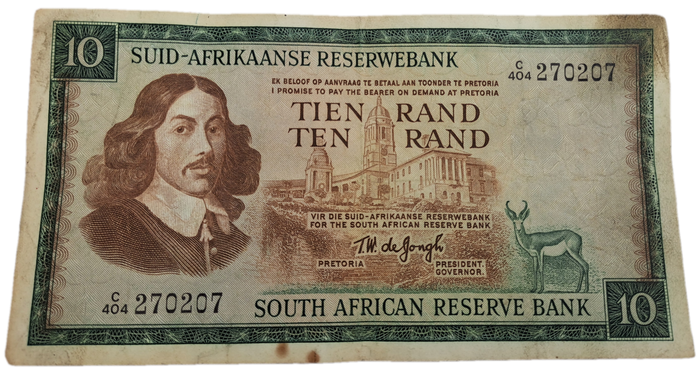 10
SUID-AFRIKAANSE RESERWEBANK
C/404 270207
EK BELOOF OP AANVRAAG TE BETAAL AAN TOONDER TE PRETORIA
I PROMISE TO PAY THE BEARER ON DEMAND AT PRETORIA
TIEN RAND
TEN RAND
VIR DIE SUID-AFRIKAANSE RESERWEBANK
FOR THE SOUTH AFRICAN RESERVE BANK
T.W. de Jongh
PRETORIA PRESIDENT.
GOVERNOR.
C/404 270207
SOUTH AFRICAN RESERVE BANK
10